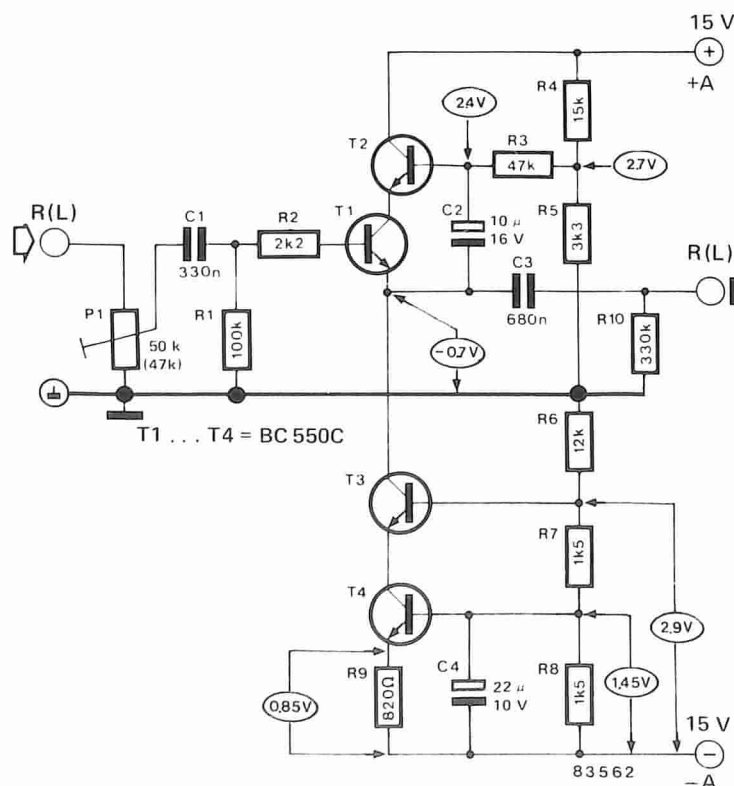 15 V
+A
R4
15k
2,4V
T2
R3
47k
2.7V
R(L)
C1
330n
R2
2k2
T1
C2
10 µ
16 V
R5
3k3
C3
680n
R(L)
P1
50 k
(47k)
R1
100k
-0.7V
R10
330k
T1 ... T4 = BC 550C
R6
12k
T3
R7
1k5
T4
2.9V
R9
820Ω
C4
22 µ
10 V
R8
1k5
1,45V
0.85V
15 V
83562
-A